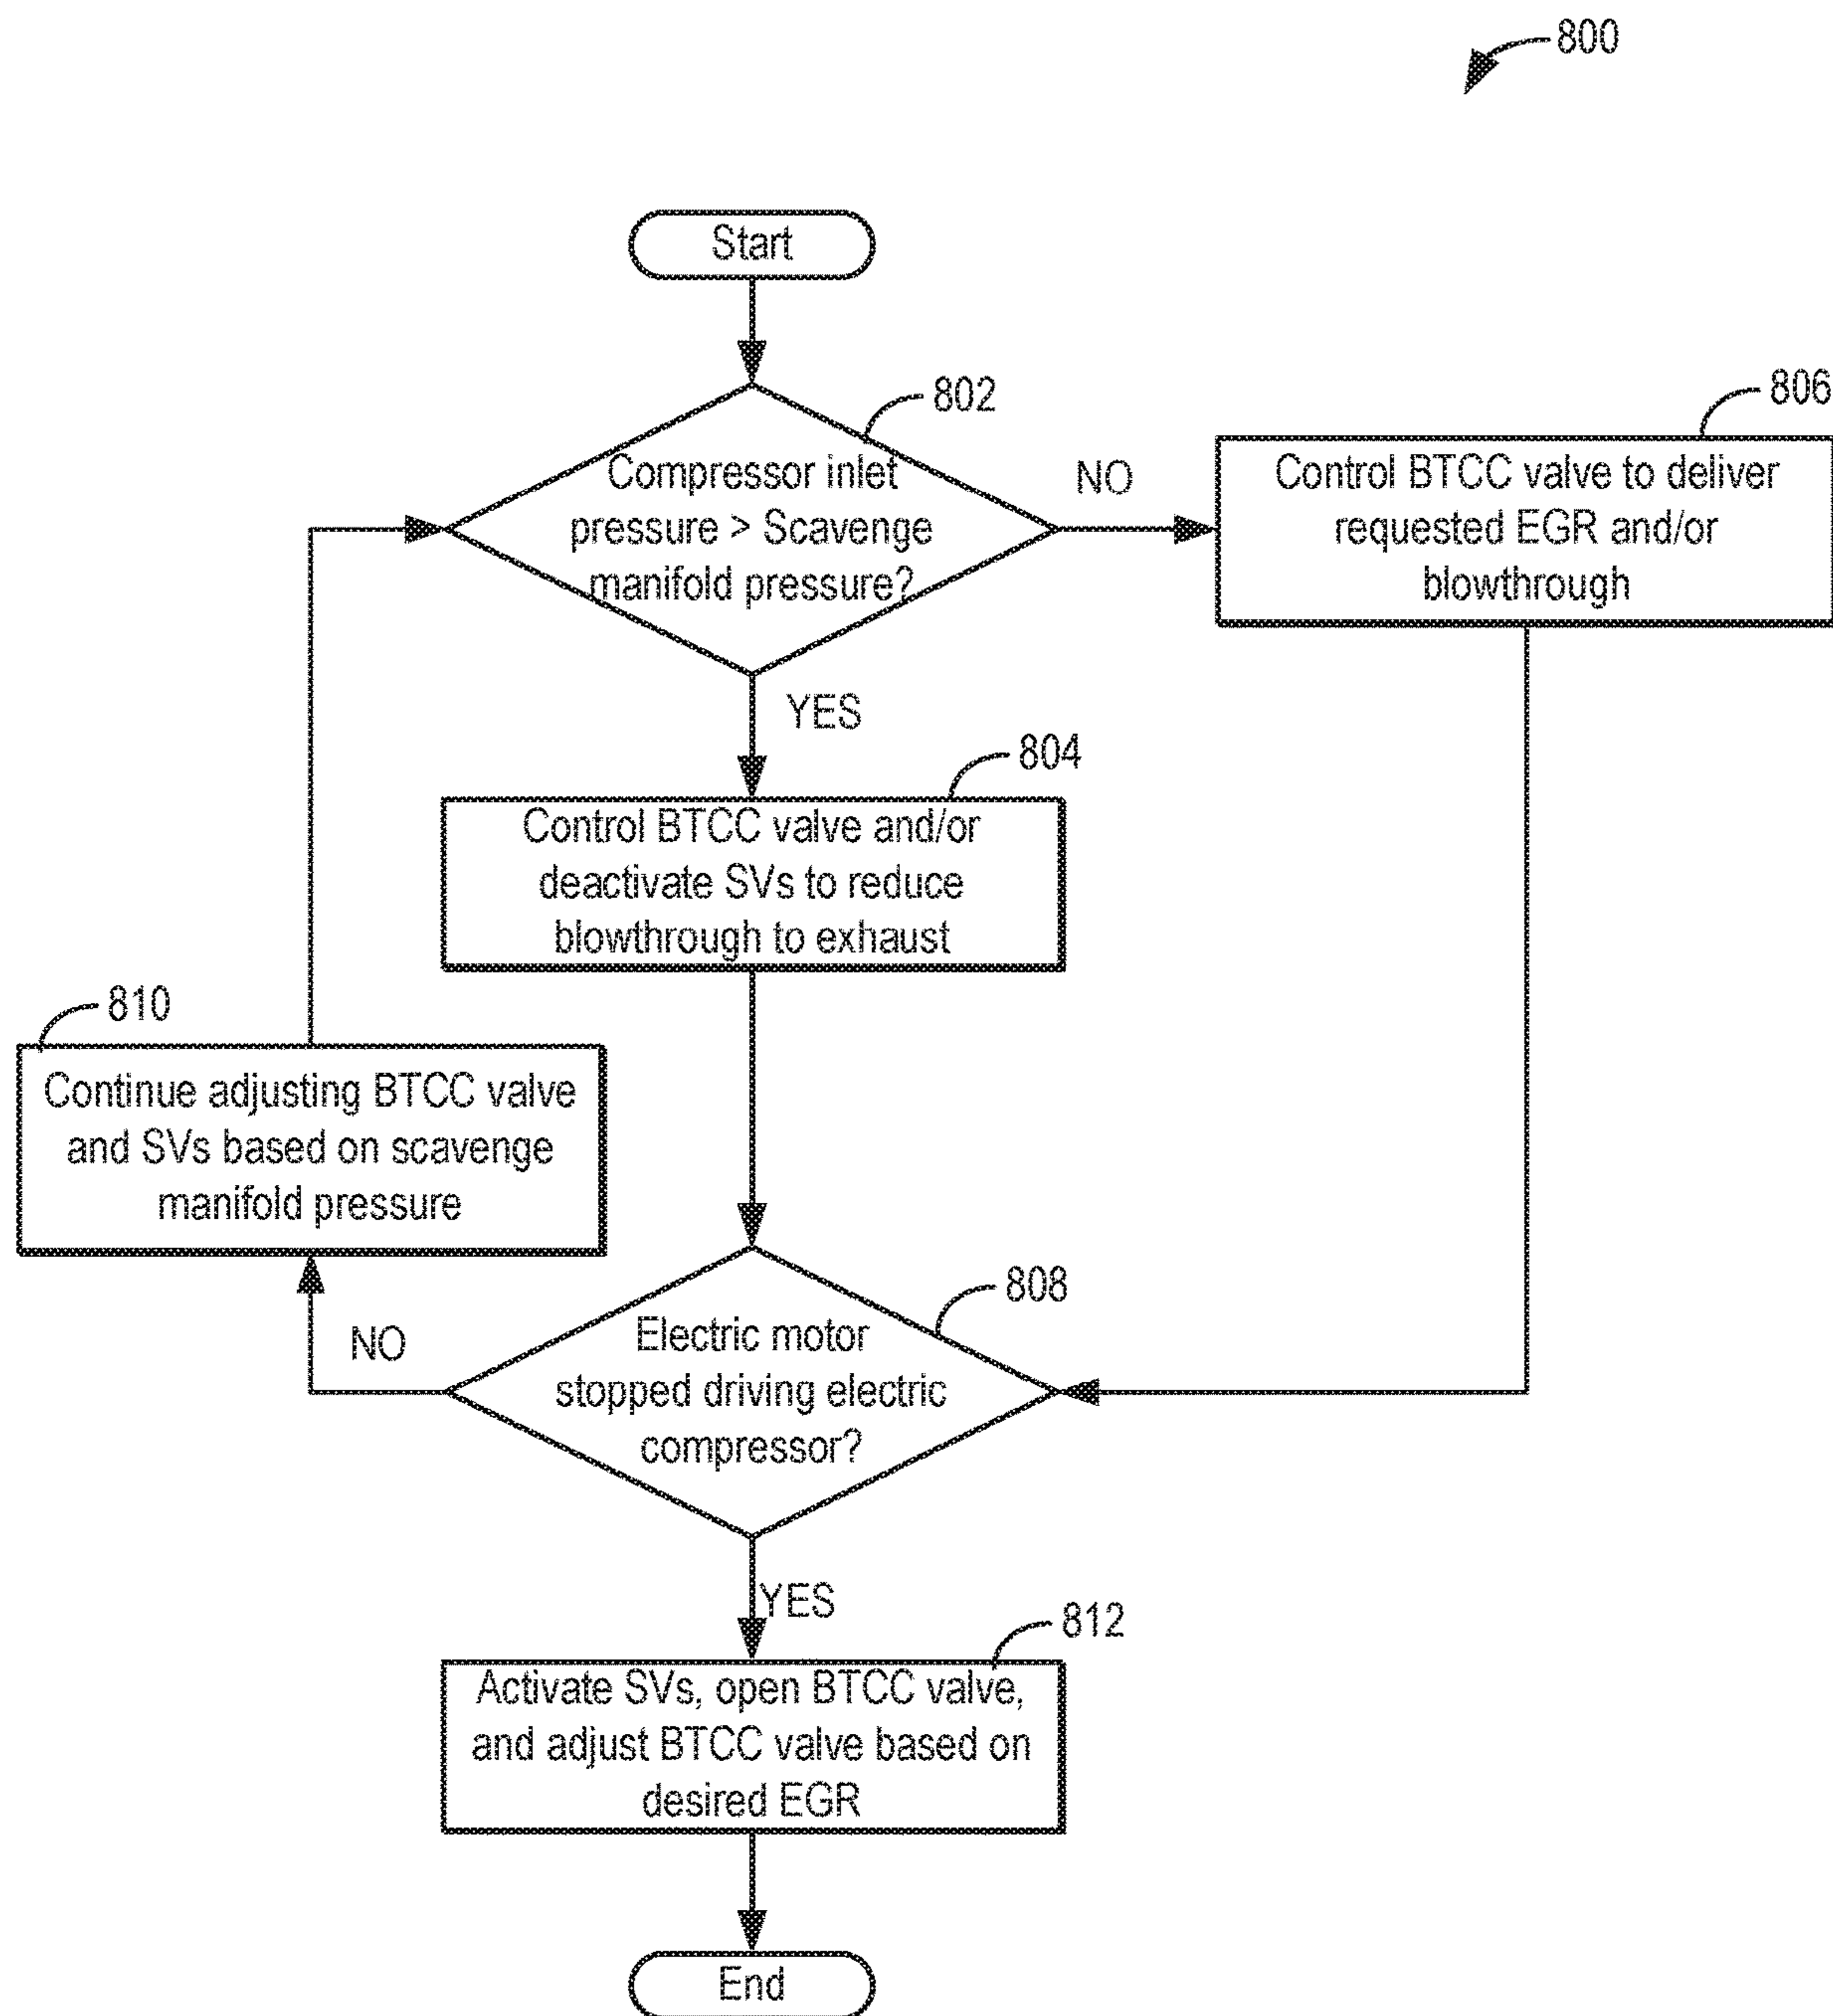 800
Start
802
Compressor inlet
pressure > Scavenge
manifold pressure?
NO
806
Control BTCC valve to deliver
requested EGR and/or
blowthrough
YES
804
Control BTCC valve and/or
deactivate SVs to reduce
blowthrough to exhaust
810
Continue adjusting BTCC valve
and SVs based on scavenge
manifold pressure
808
Electric motor
stopped driving electric
compressor?
NO
YES
812
Activate SVs, open BTCC valve,
and adjust BTCC valve based on
desired EGR
End